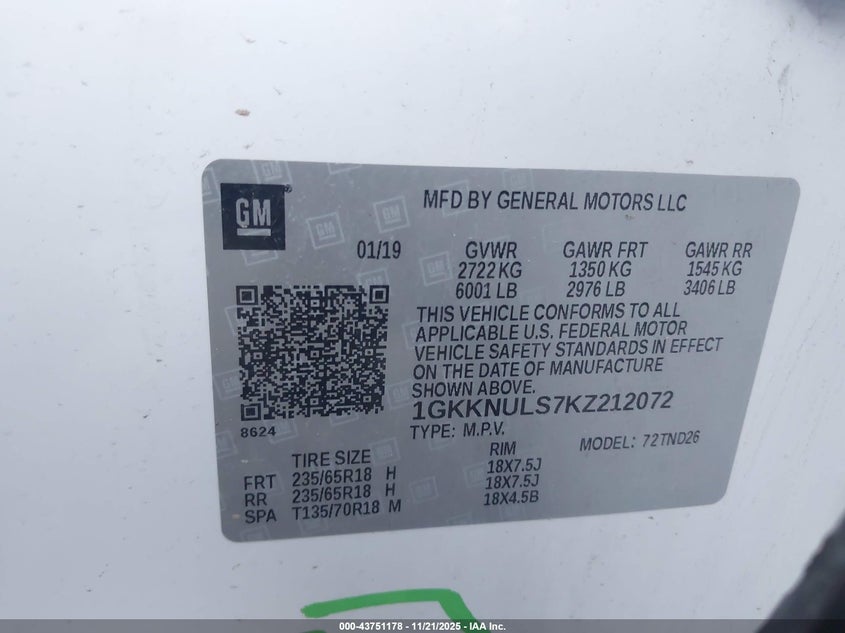 GM
MFD BY GENERAL MOTORS LLC
01/19 GVWR GAWR FRT GAWR RR
2722 KG 1350 KG 1545 KG
6001 LB 2976 LB 3406 LB
THIS VEHICLE CONFORMS TO ALL
APPLICABLE U.S. FEDERAL MOTOR
VEHICLE SAFETY STANDARDS IN EFFECT
ON THE DATE OF MANUFACTURE
SHOWN ABOVE.
1GKKNULS7KZ212072
8624
TYPE: M.P.V. MODEL: 72TND26
TIRE SIZE RIM
FRT 235/65R18 H 18X7.5J
RR 235/65R18 H 18X7.5J
SPA T135/70R18 M 18X4.5B
000-43751178 - 11/21/2025 - IAA Inc.